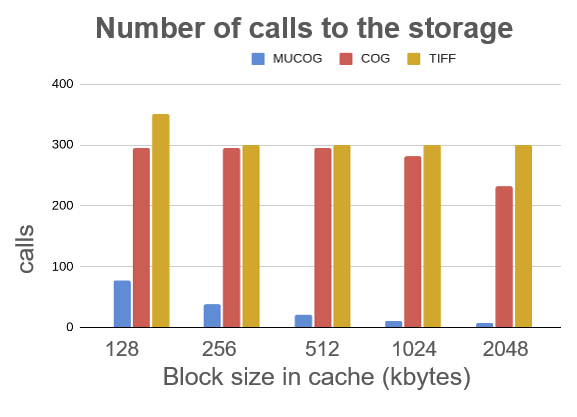 Number of calls to the storage
MUCOG COG TIFF
400
300
200
100
0
calls
128 256 512 1024 2048
Block size in cache (kbytes)